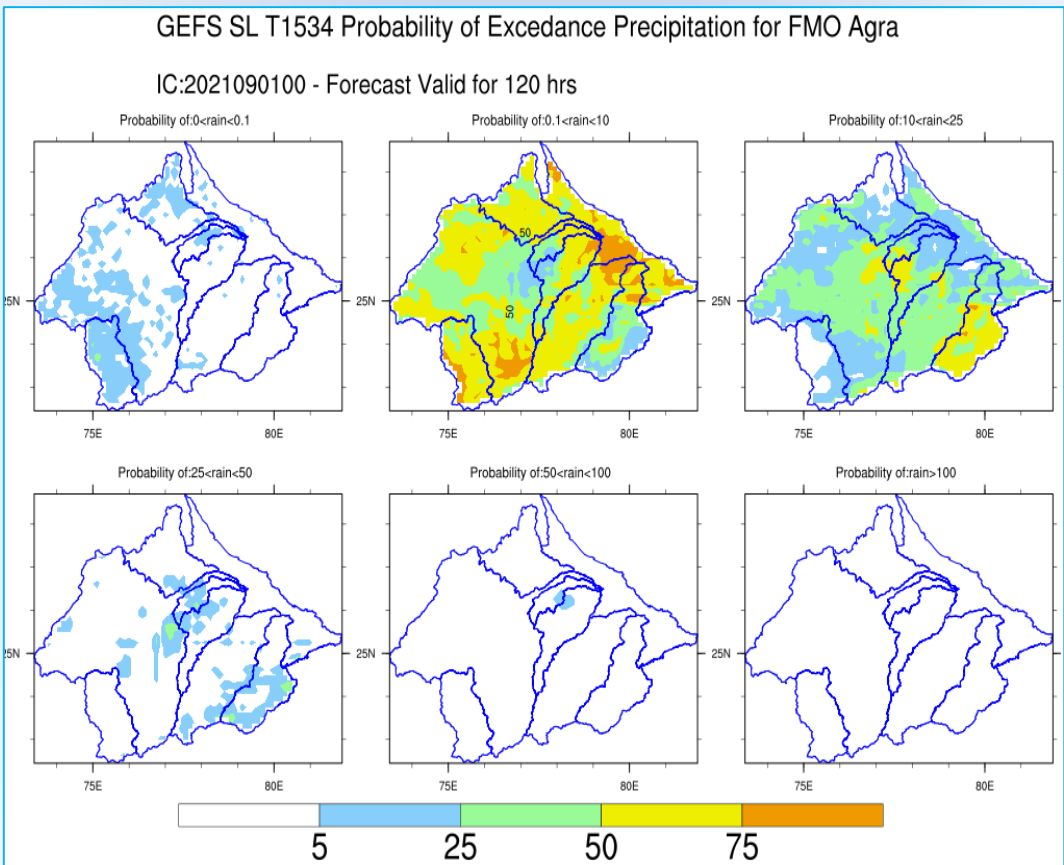 GEFS SL T1534 Probability of Excedance Precipitation for FMO Agra
IC:2021090100 - Forecast Valid for 120 hrs
Probability of:0<rain<0.1
Probability of:0.1<rain<10
Probability of:10<rain<25
50
50
25N
25N
25N
75E 80E
75E 80E
75E 80E
Probability of:25<rain<50
Probability of:50<rain<100
Probability of:rain>100
25N
25N
25N
75E 80E
75E 80E
75E 80E
5 25 50 75